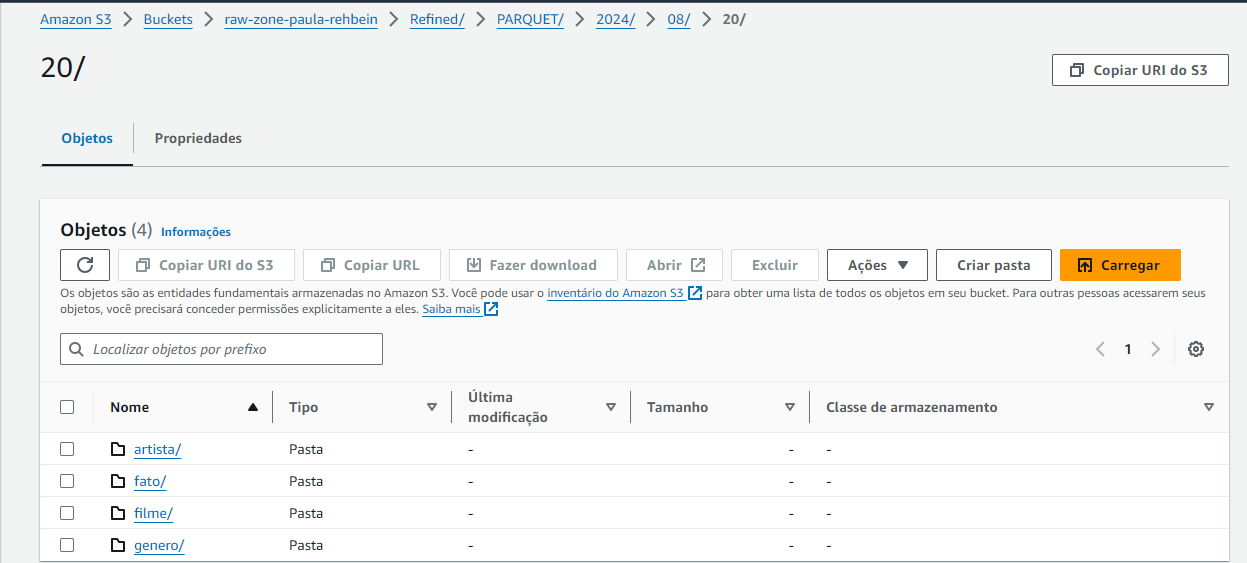 Amazon S3 > Buckets > raw-zone-paula-rehbein > Refined/ > PARQUET/ > 2024/ > 08/ > 20/
20/
Copiar URI do S3
Objetos Propriedades
Objetos (4) Informações
Copiar URI do S3 Copiar URL Fazer download Abrir Excluir Ações Criar pasta Carregar
Os objetos são as entidades fundamentais armazenadas no Amazon S3. Você pode usar o inventário do Amazon S3 para obter uma lista de todos os objetos em seu bucket. Para outras pessoas acessarem seus
objetos, você precisará conceder permissões explicitamente a eles. Saiba mais
Localizar objetos por prefixo
1
Nome Tipo Última modificação Tamanho Classe de armazenamento
artista/ Pasta - - -
fato/ Pasta - - -
filme/ Pasta - - -
genero/ Pasta - - -